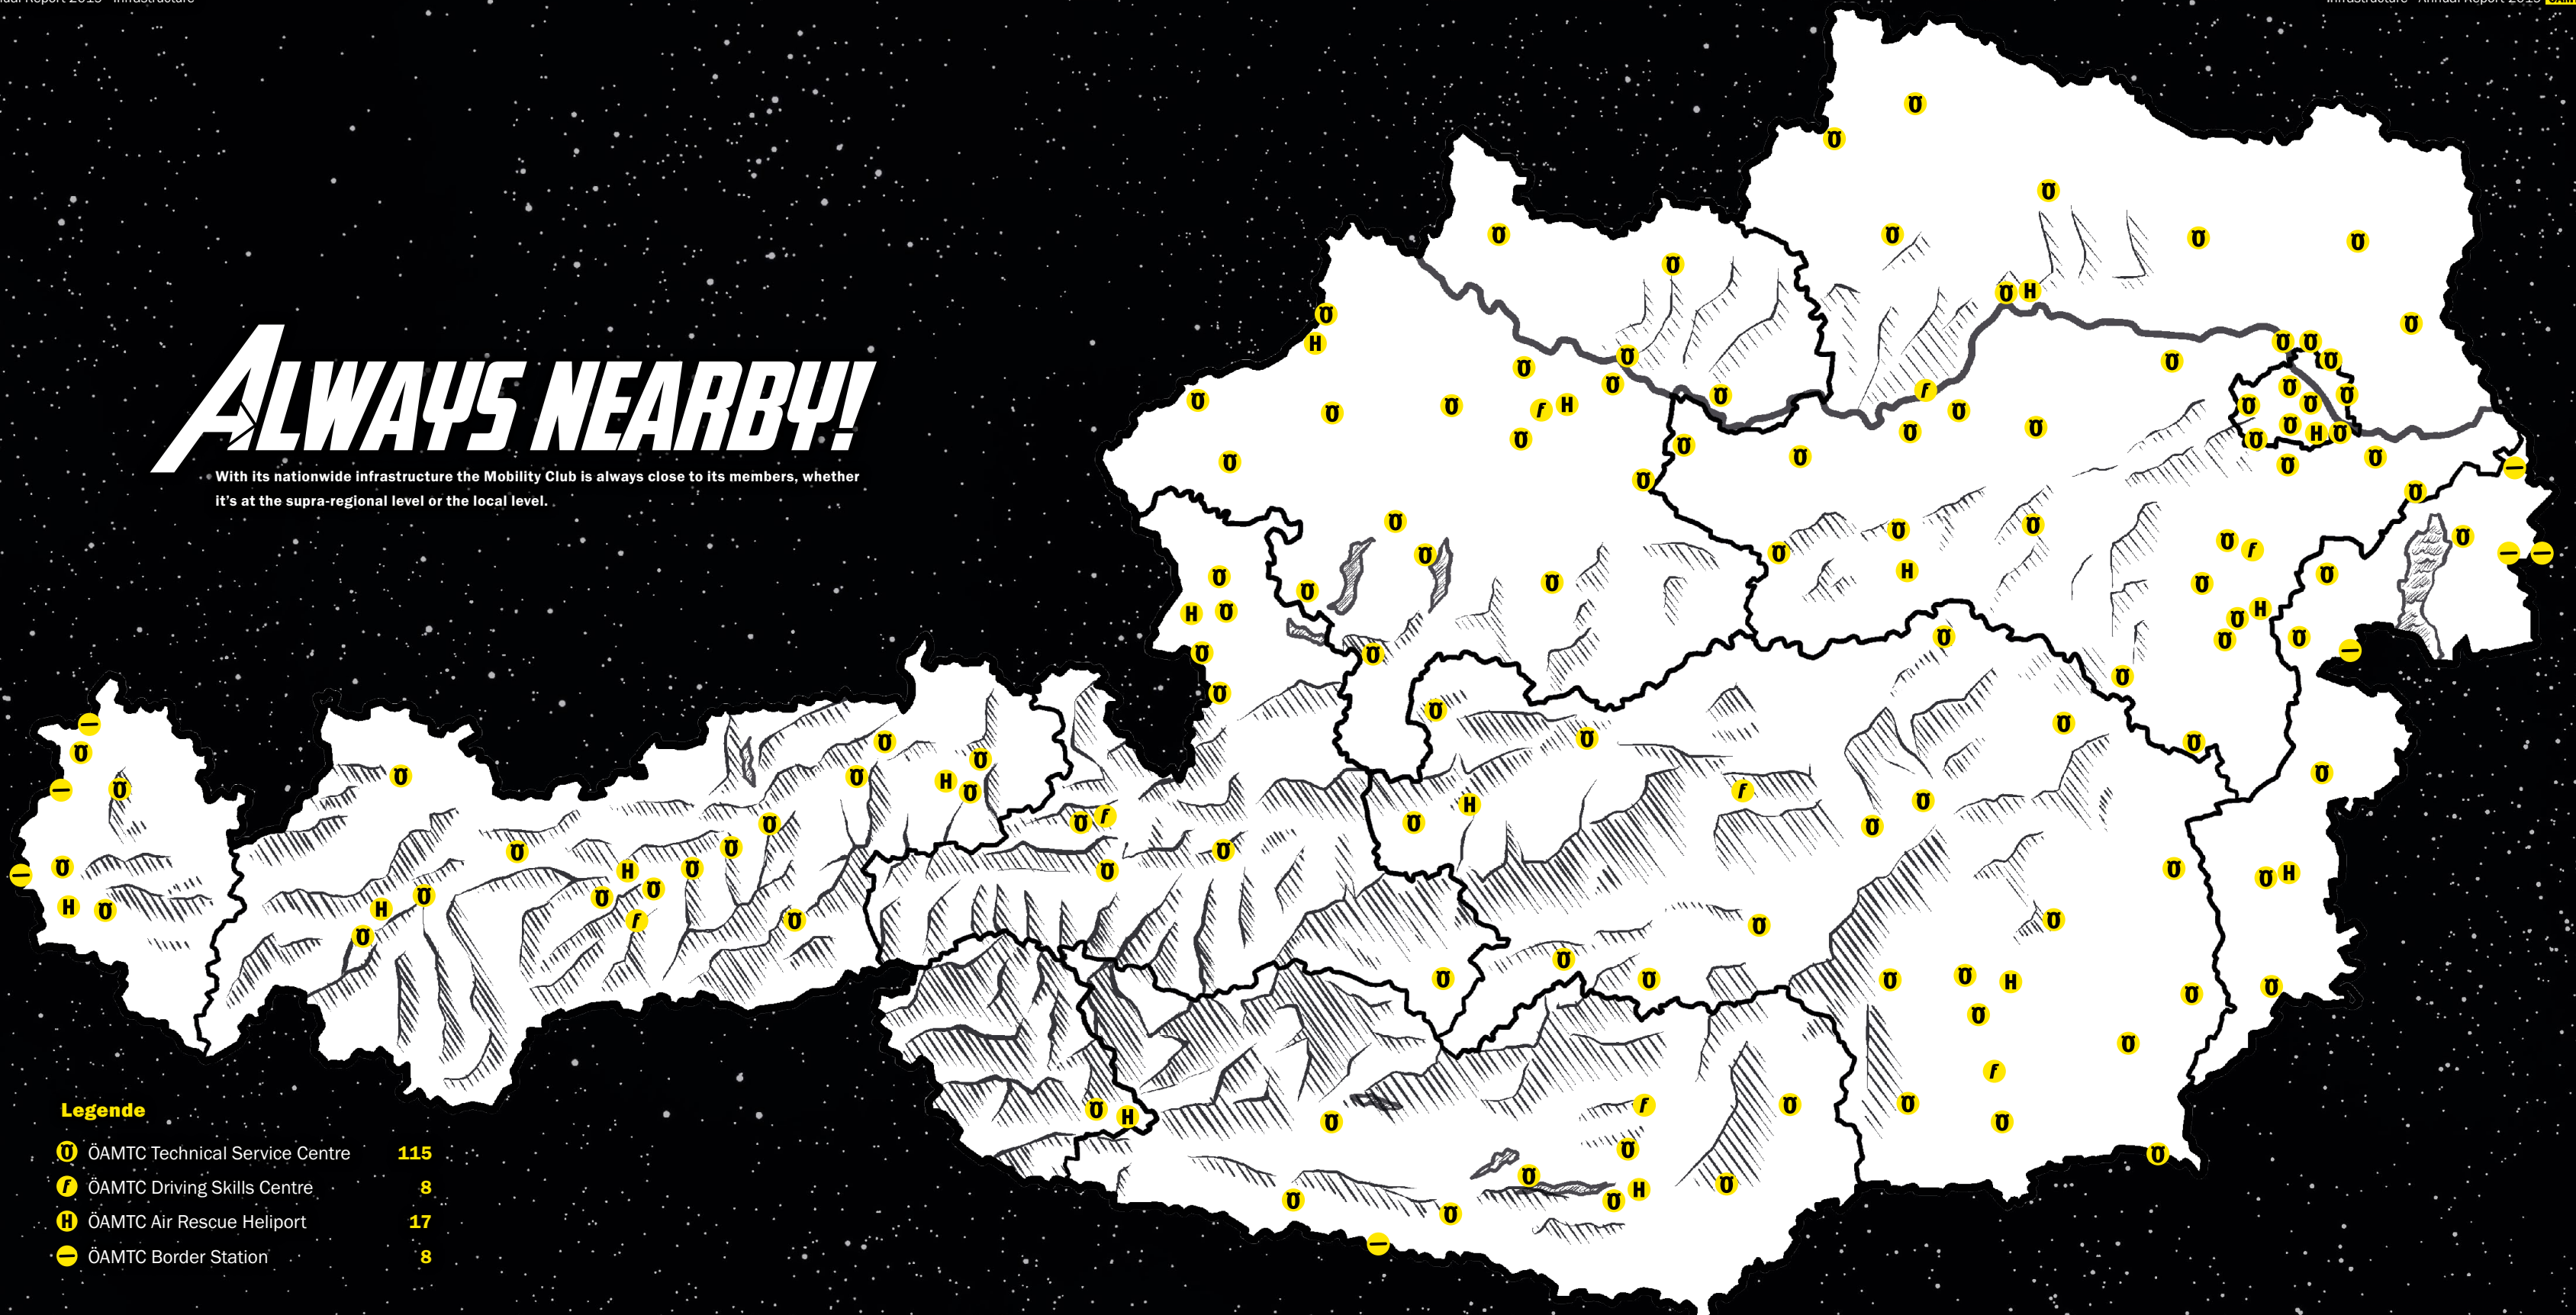 ALWAYS NEARBY!
With its nationwide infrastructure the Mobility Club is always close to its members, whether
it's at the supra-regional level or the local level.
Legende
Ö ÖAMTC Technical Service Centre 115
f ÖAMTC Driving Skills Centre 8
H ÖAMTC Air Rescue Heliport 17
ÖAMTC Border Station 8